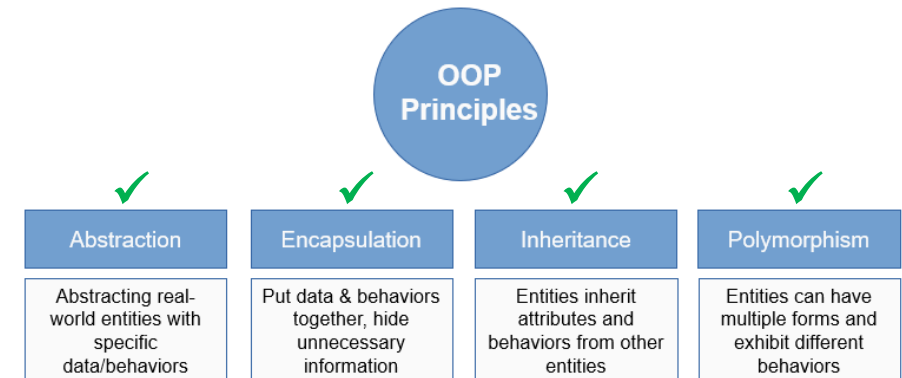 OOP
Principles
Abstraction
Encapsulation
Inheritance
Polymorphism
Abstracting real-
world entities with
specific
data/behaviors
Put data & behaviors
together, hide
unnecessary
information
Entities inherit
attributes and
behaviors from other
entities
Entities can have
multiple forms and
exhibit different
behaviors